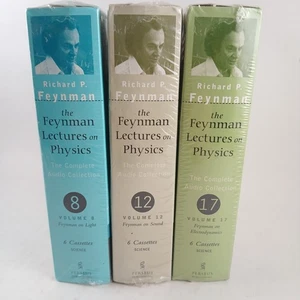 Richard P.
Feynman
the
Feynman
Lectures on
Physics
The Complete
Audio Collection
8
VOLUME 8
Feynman on Light
6 Cassettes
Richard P.
Feynman
the
Feynman
Lectures on
Physics
The Complete
Audio Collection
12
VOLUME 12
Feynman on Sound
6 Cassettes
Richard P.
Feynman
the
Feynman
Lectures on
Physics
The Complete
Audio Collection
17
VOLUME 17
Feynman on
6 Cassettes